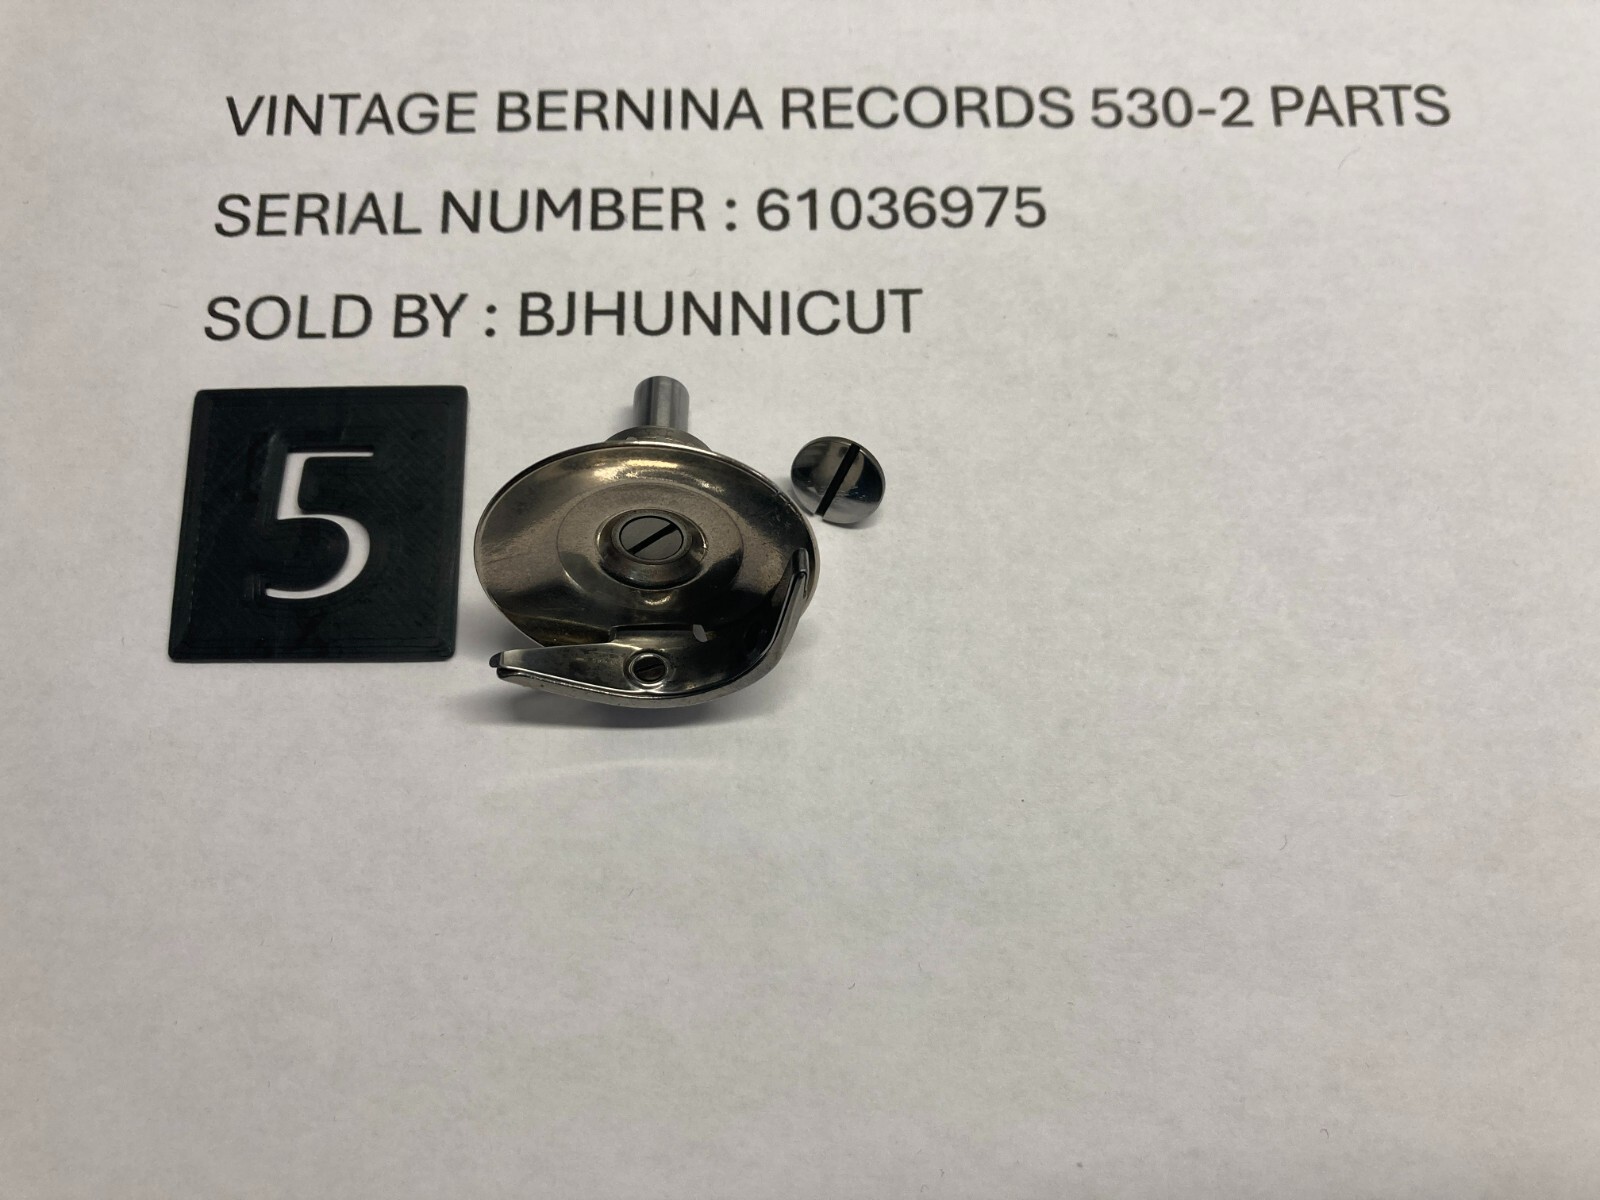 VINTAGE BERNINA RECORDS 530-2 PARTS
SERIAL NUMBER : 61036975
SOLD BY : BJHUNNICUT
5